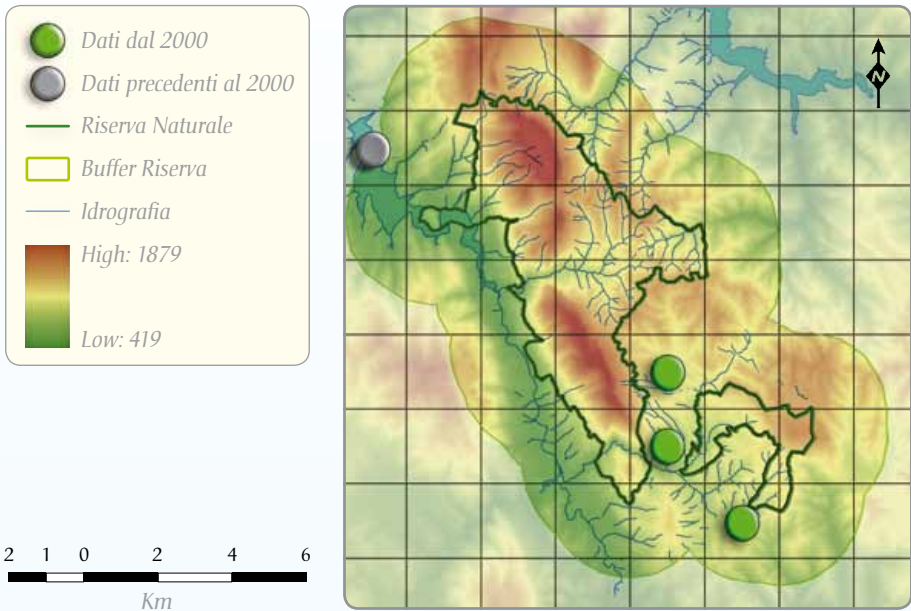 Dati dal 2000
Dati precedenti al 2000
Riserva Naturale
Buffer Riserva
Idrografia
High: 1879
Low: 419
N
2 1 0 2 4 6
Km